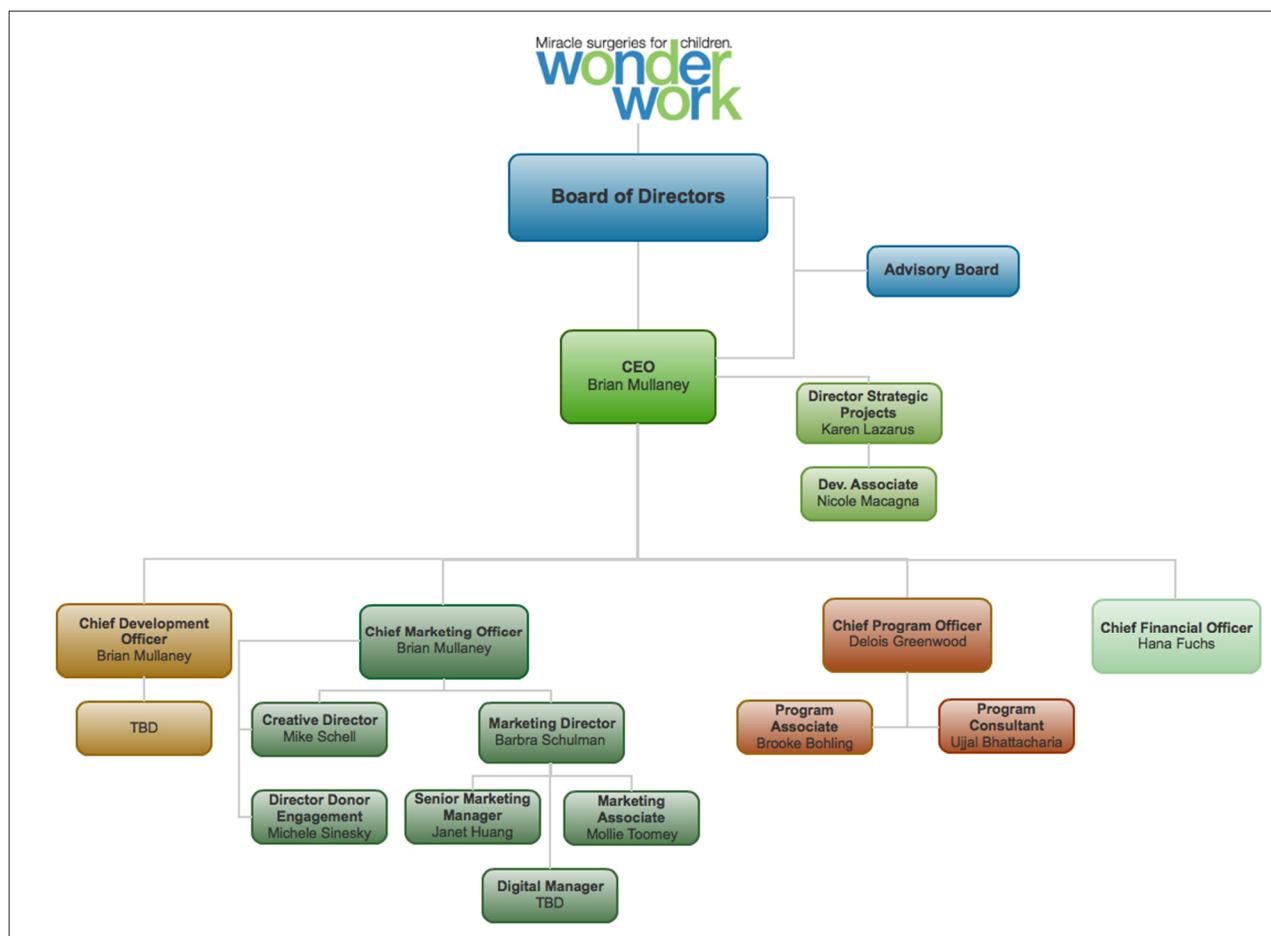 Miracle surgeries for children.
wonder
work
Board of Directors
Advisory Board
CEO
Brian Mullaney
Director Strategic
Projects
Karen Lazarus
Dev. Associate
Nicole Macagna
Chief Development
Officer
Brian Mullaney
TBD
Chief Marketing Officer
Brian Mullaney
Creative Director
Mike Schell
Marketing Director
Barbra Schulman
Director Donor
Engagement
Michele Sinesky
Senior Marketing
Manager
Janet Huang
Marketing
Associate
Mollie Toomey
Digital Manager
TBD
Chief Program Officer
Delois Greenwood
Program
Associate
Brooke Bohling
Program
Consultant
Ujjal Bhattacharia
Chief Financial Officer
Hana Fuchs